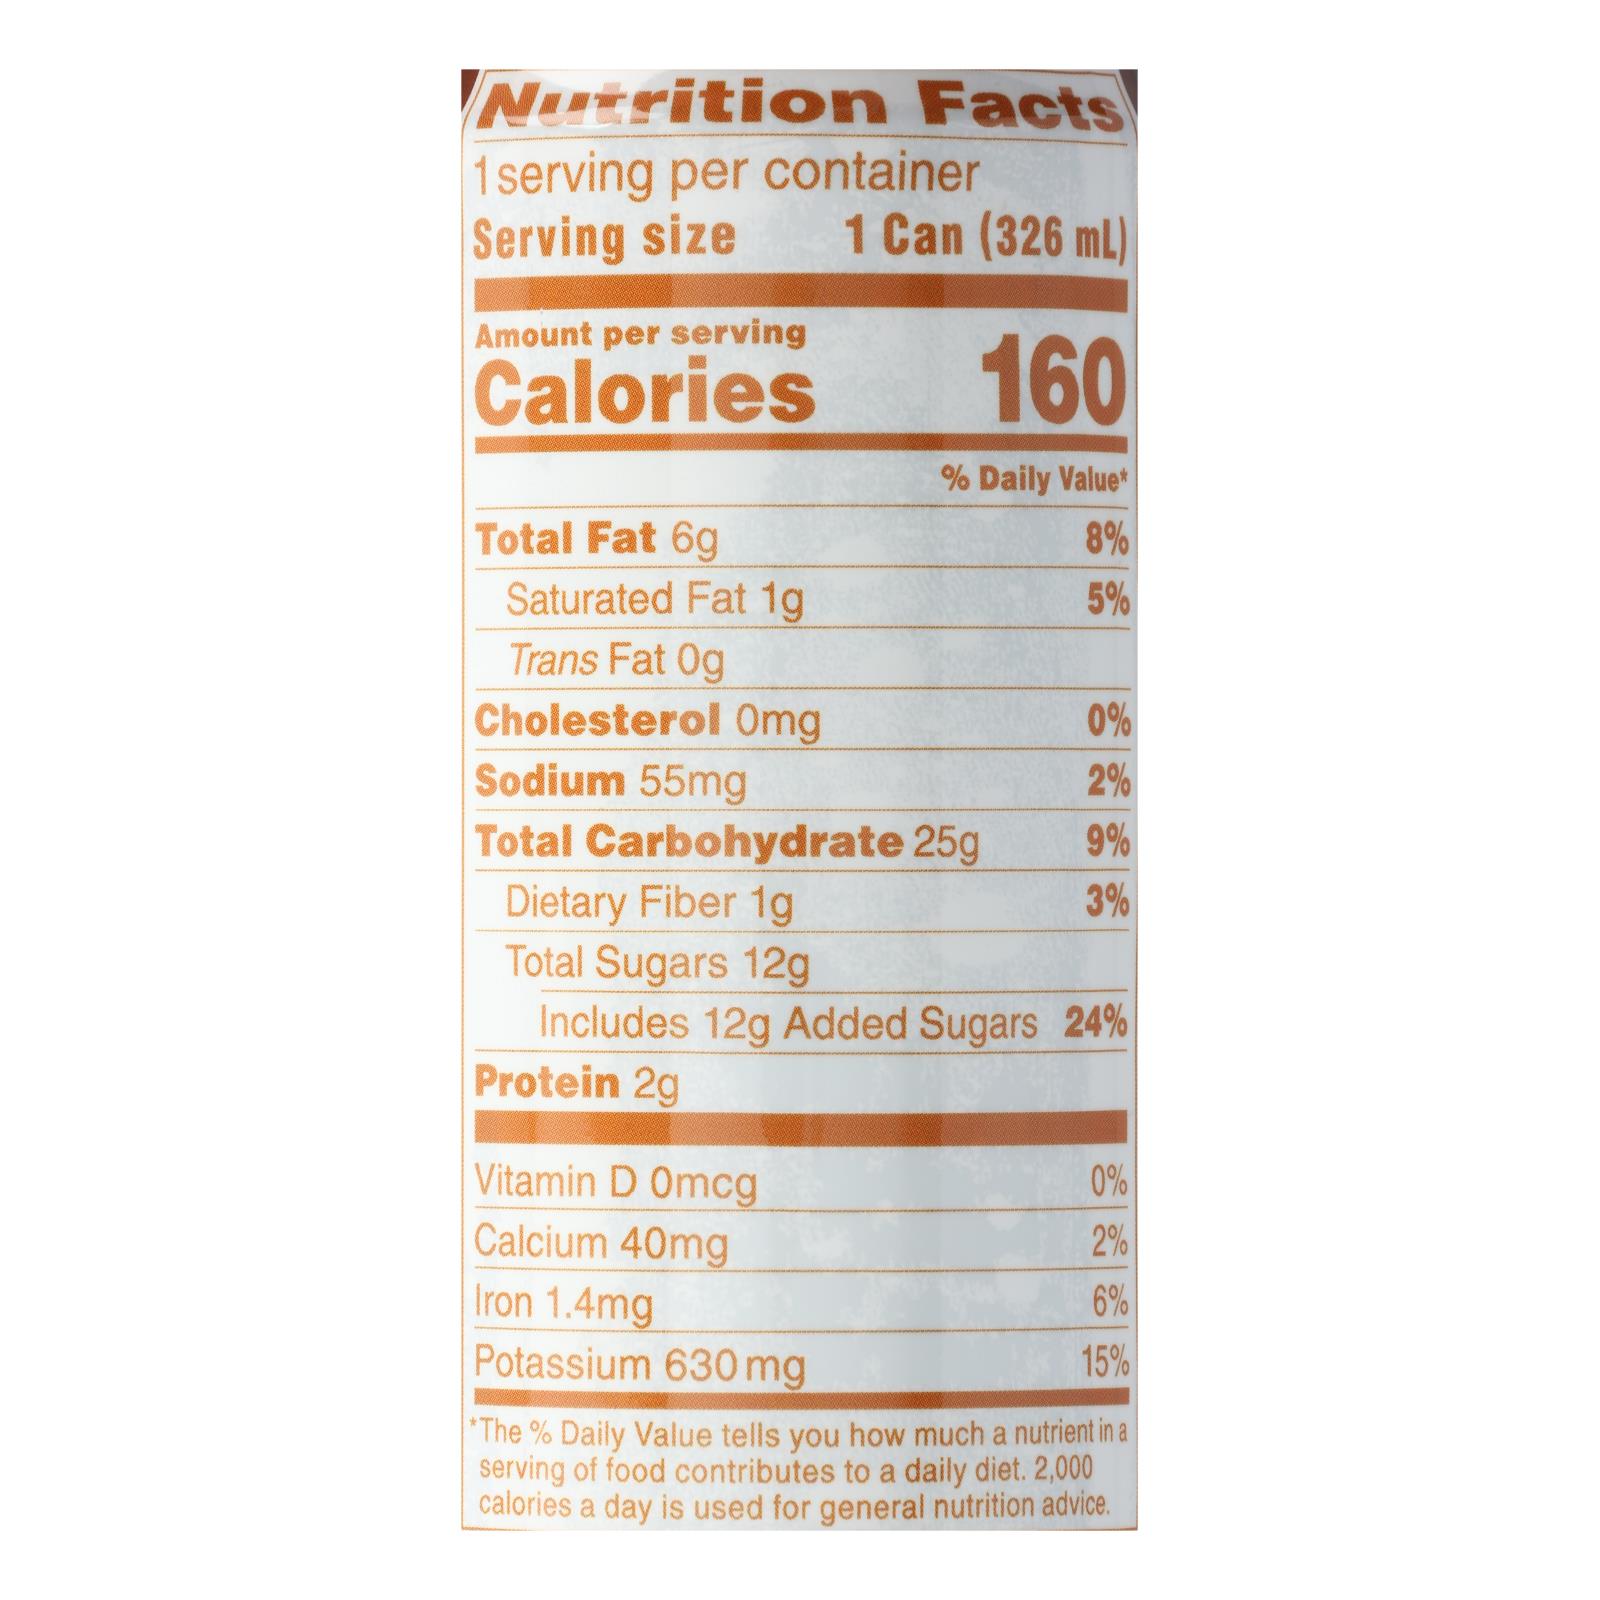 Nutrition Facts
1 serving per container
Serving size 1 Can (326 mL)
Amount per serving
Calories 160
% Daily Value*
Total Fat 6g 8%
Saturated Fat 1g 5%
Trans Fat 0g
Cholesterol 0mg 0%
Sodium 55mg 2%
Total Carbohydrate 25g 9%
Dietary Fiber 1g 3%
Total Sugars 12g
Includes 12g Added Sugars 24%
Protein 2g
Vitamin D 0mcg 0%
Calcium 40mg 2%
Iron 1.4mg 6%
Potassium 630mg 15%
*The % Daily Value tells you how much a nutrient in a
serving of food contributes to a daily diet. 2,000
calories a day is used for general nutrition advice.